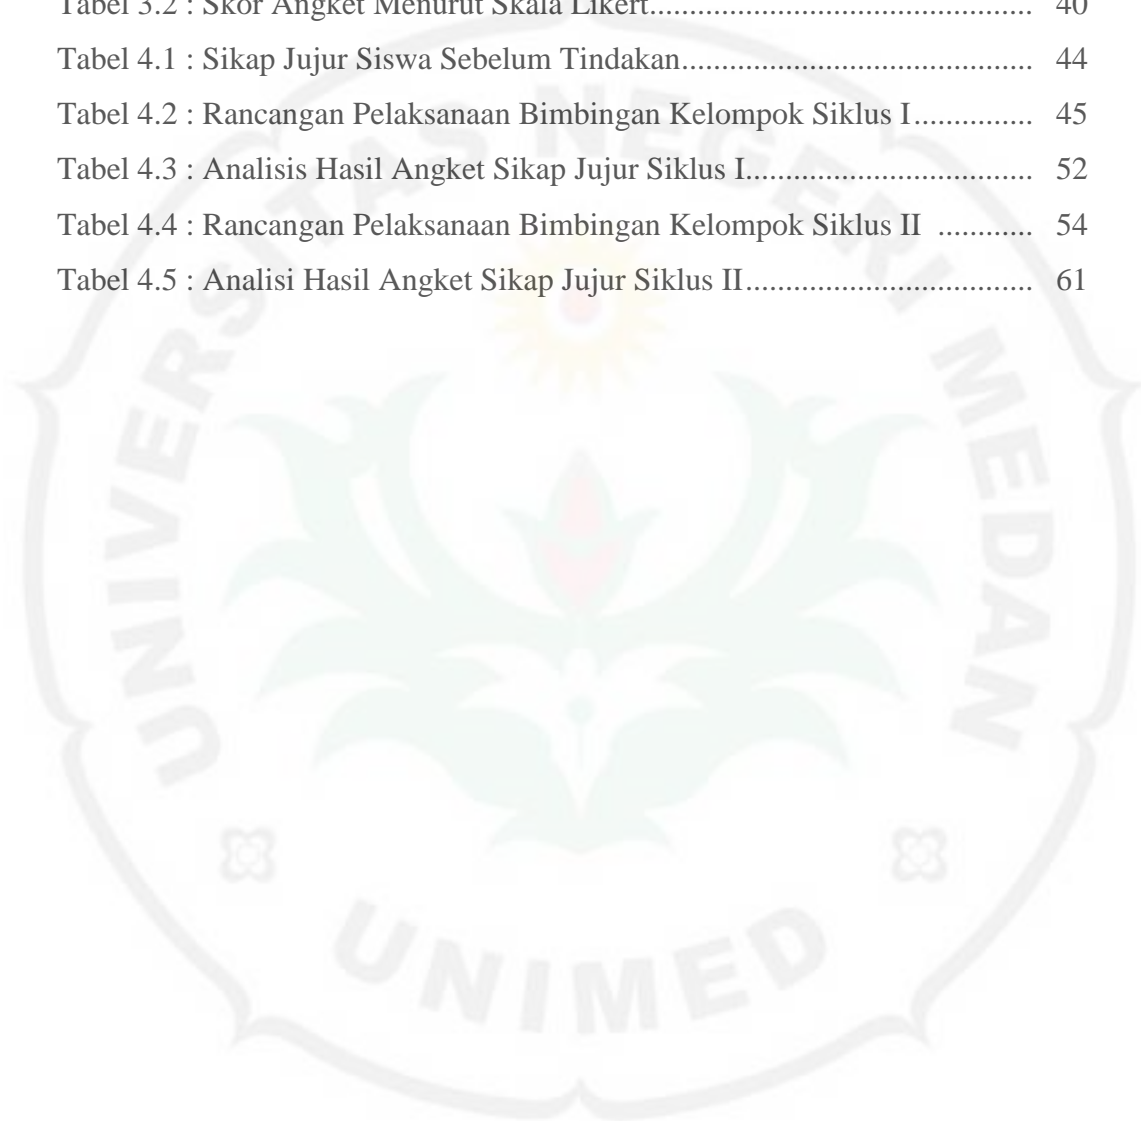 Tabel 3.2 : Skor Angket Menurut Skala Likert............................................... 40
Tabel 4.1 : Sikap Jujur Siswa Sebelum Tindakan........................................... 44
Tabel 4.2 : Rancangan Pelaksanaan Bimbingan Kelompok Siklus I............... 45
Tabel 4.3 : Analisis Hasil Angket Sikap Jujur Siklus I................................... 52
Tabel 4.4 : Rancangan Pelaksanaan Bimbingan Kelompok Siklus II ............ 54
Tabel 4.5 : Analisi Hasil Angket Sikap Jujur Siklus II................................... 61
UNIVERSITAS NEGERI MEDAN
UNIMED